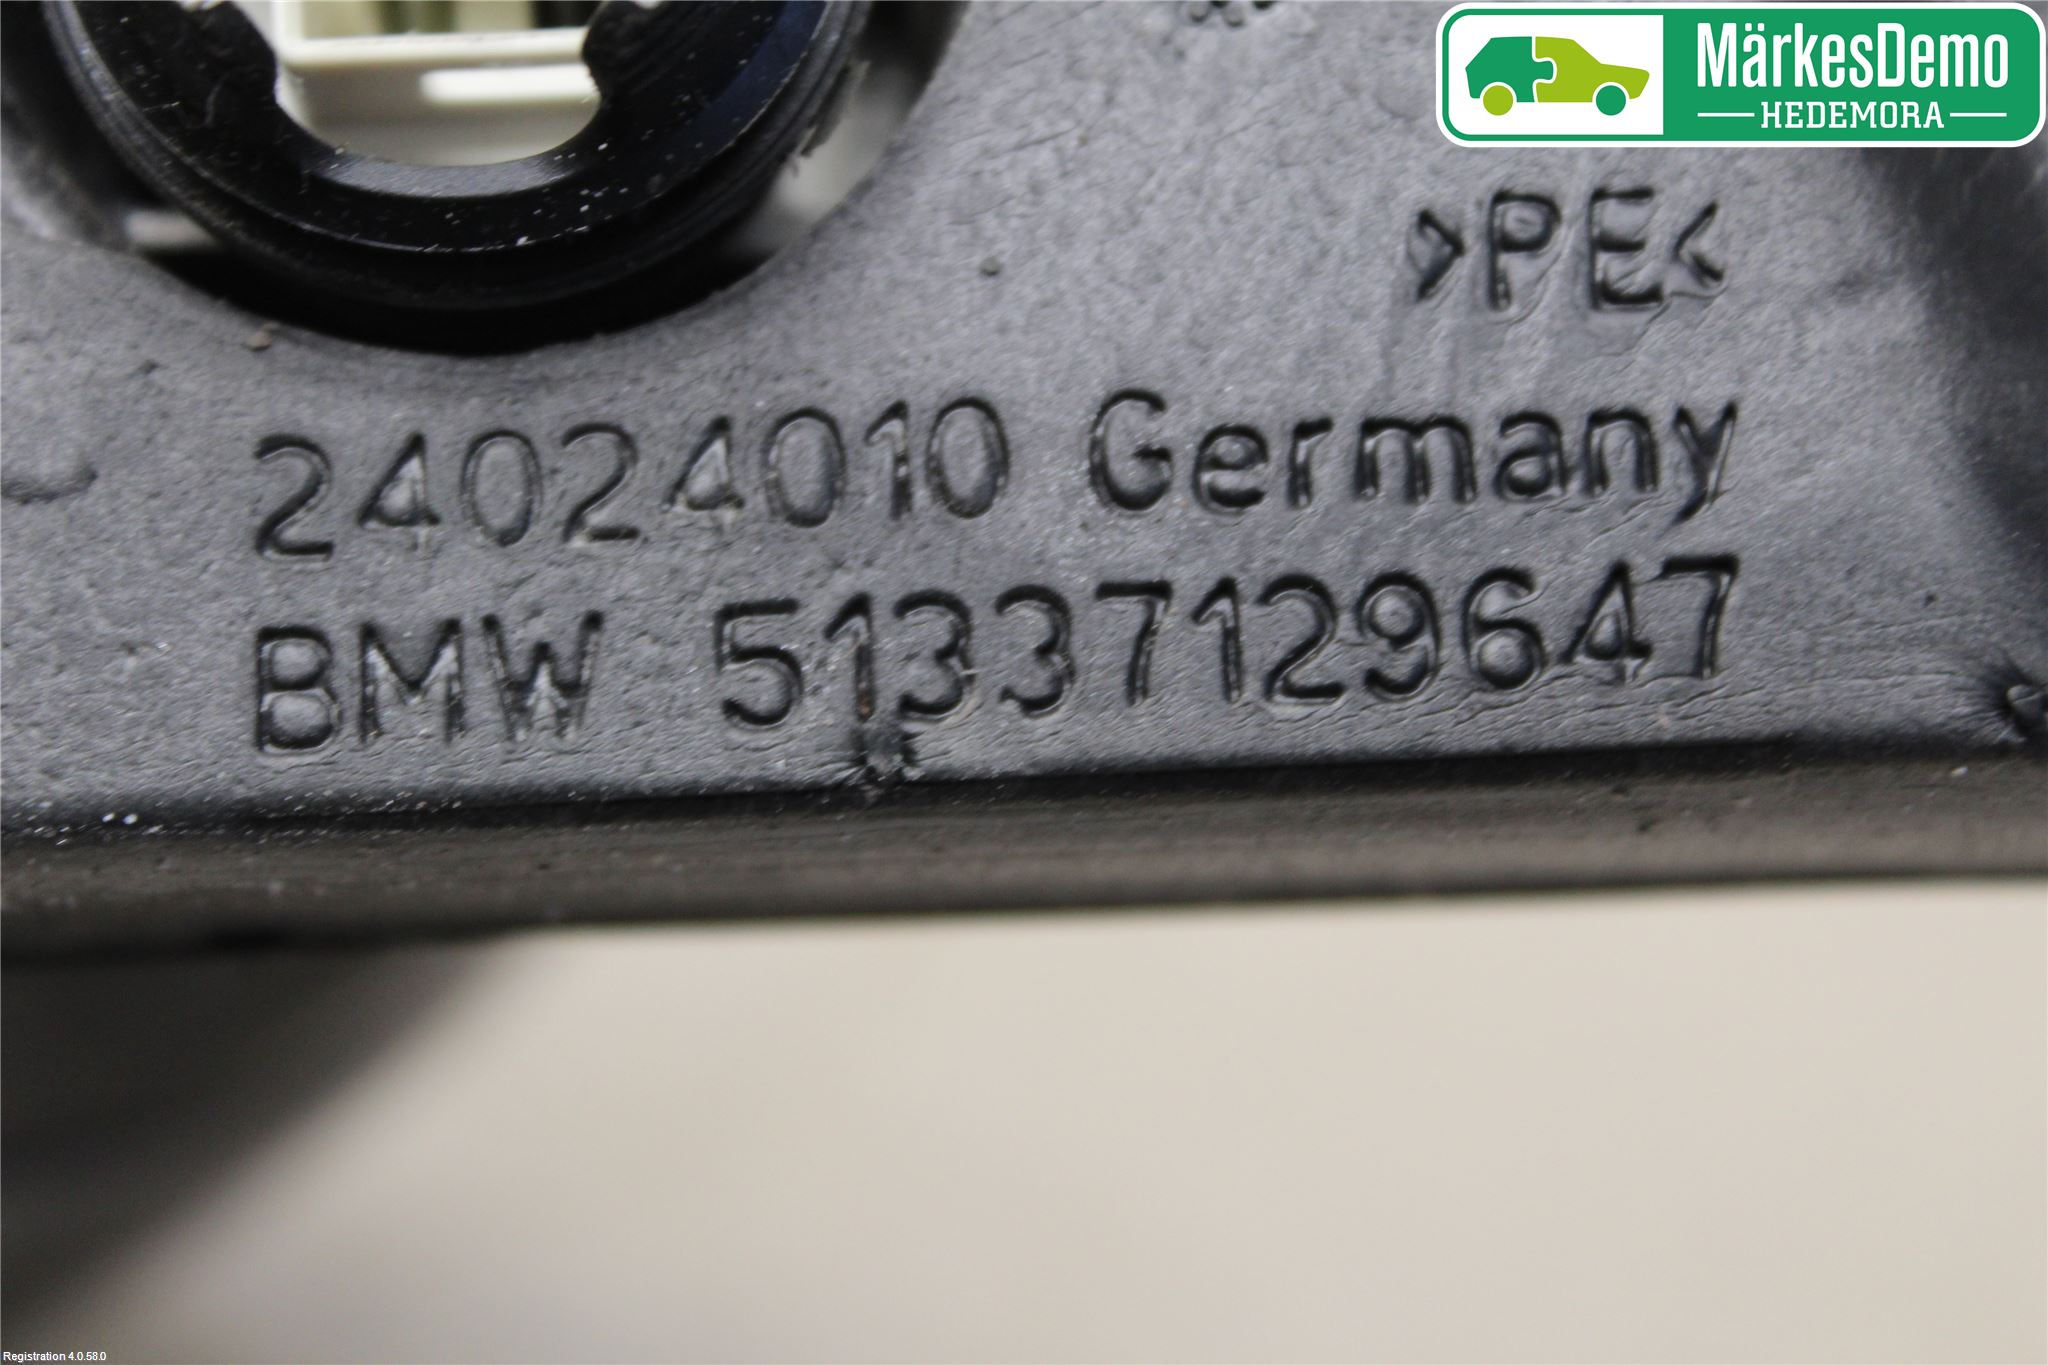 MärkesDemo
HEDEMORA
>PE<
24024010 Germany
BMW 51337129647
Registration 4.0.58.0